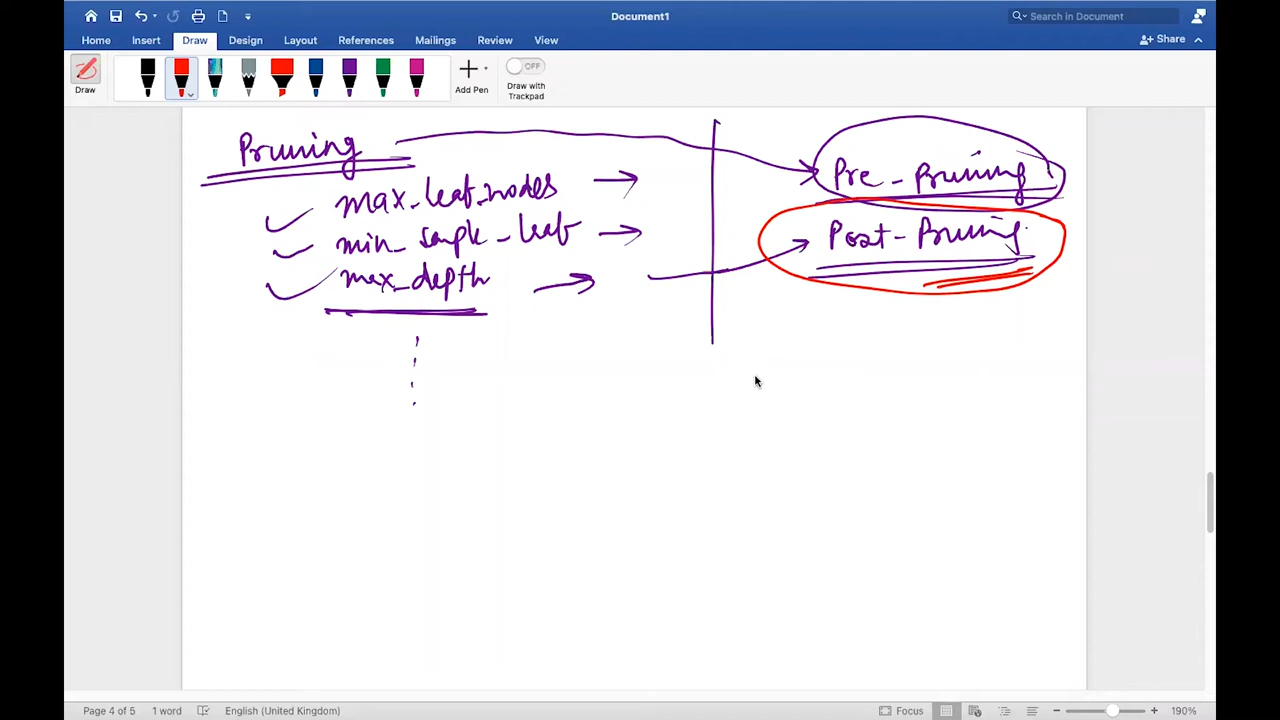 Document1
Search in Document
Home Insert Draw Design Layout References Mailings Review View
Share
OFF
Draw
Add Pen
Draw with
Trackpad
Pruning
max_leaf_nodes
min_sample_leaf
max_depth
Pre-Pruning
Post-Pruning
Page 4 of 5 1 word English (United Kingdom) Focus 190%